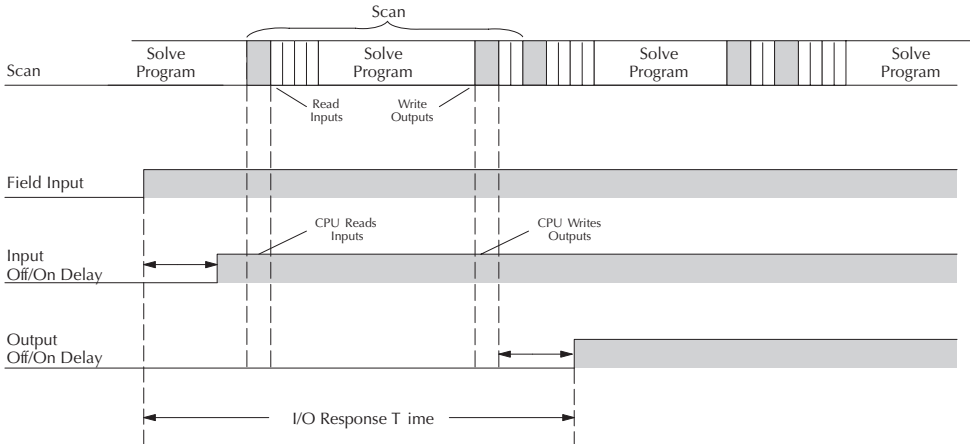 Scan
Scan
Solve
Program
Solve
Program
Solve
Program
Solve
Program
Read
Inputs
Write
Outputs
Field Input
CPU Reads
Inputs
CPU Writes
Outputs
Input
Off/On Delay
Output
Off/On Delay
I/O Response T ime